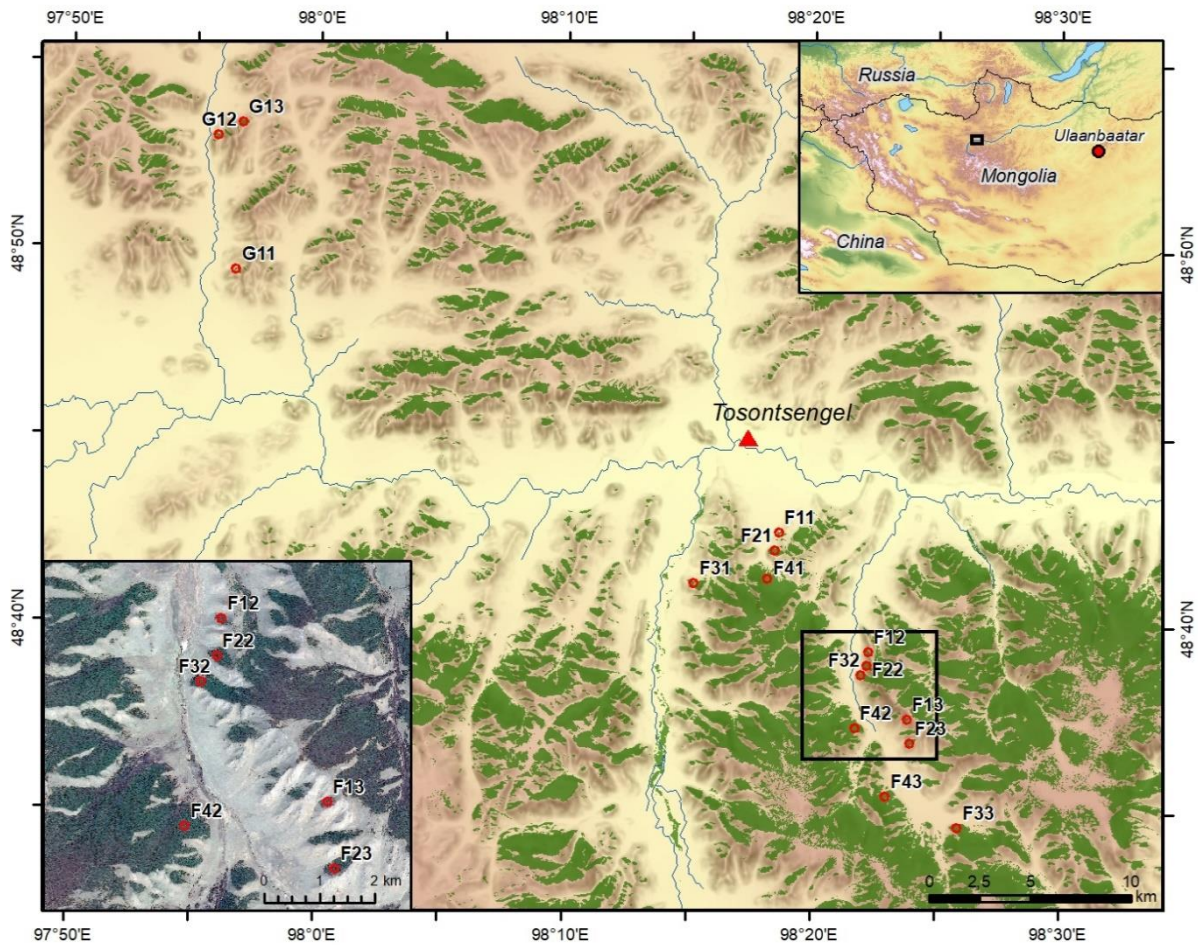 97°50'E 98°0'E 98°10'E 98°20'E 98°30'E
Russia
Ulaanbaatar
Mongolia
China
G12 G13
G11
48°50'N
48°50'N
Tosontsengel
F11
F21
F31 F41
48°40'N
48°40'N
F12
F32 F22
F42 F13
F23
F43
F33
F12
F22
F32
F13
F42
F23
0 1 2 km
0 2,5 5 10
km
97°50'E 98°0'E 98°10'E 98°20'E 98°30'E